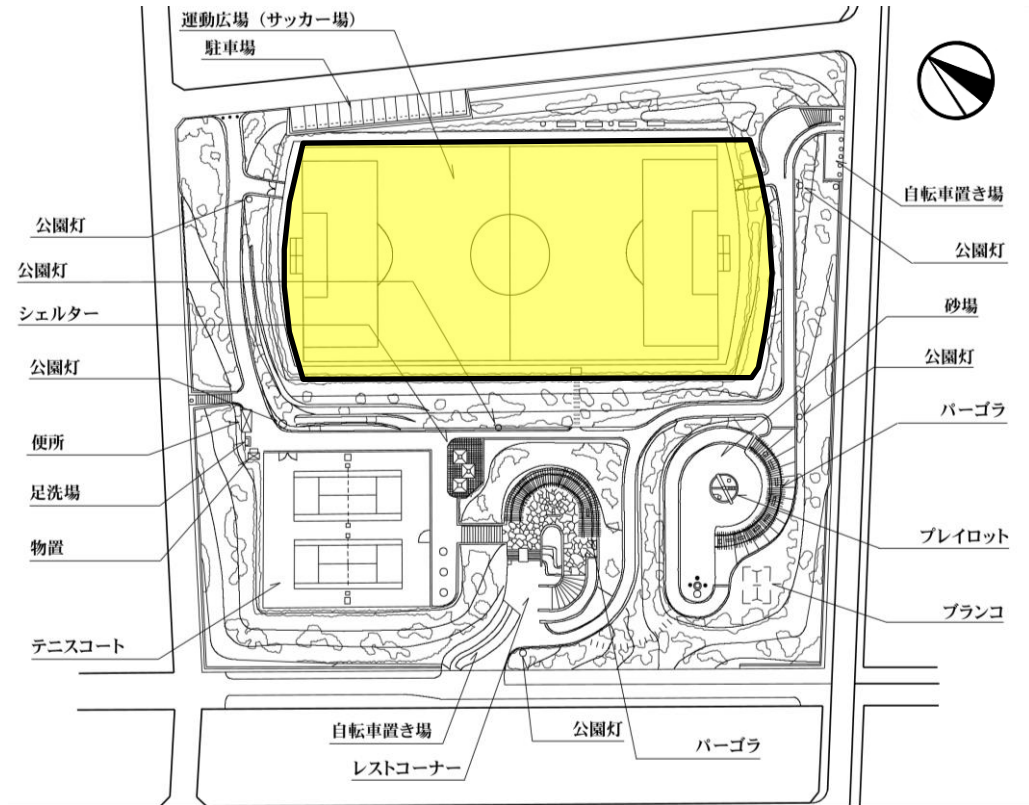 運動広場（サッカー場）
駐車場
自転車置き場
公園灯
公園灯
公園灯
砂場
シェルター
公園灯
公園灯
パーゴラ
便所
足洗場
プレイロット
物置
ブランコ
テニスコート
自転車置き場
公園灯
パーゴラ
レストコーナー